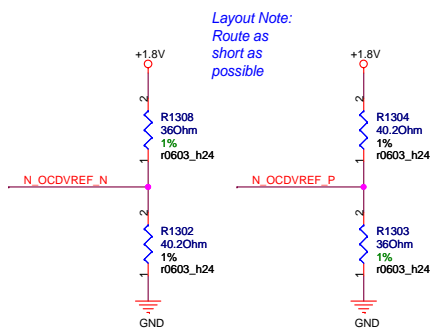 Layout Note:
Route as
short as
possible
+1.8V
+1.8V
2
R1308
36Ohm
1%
r0603_h24
1
2
R1304
40.2Ohm
1%
r0603_h24
1
N_OCDVREF_N
N_OCDVREF_P
2
R1302
40.2Ohm
1%
r0603_h24
1
2
R1303
36Ohm
1%
r0603_h24
1
GND
GND